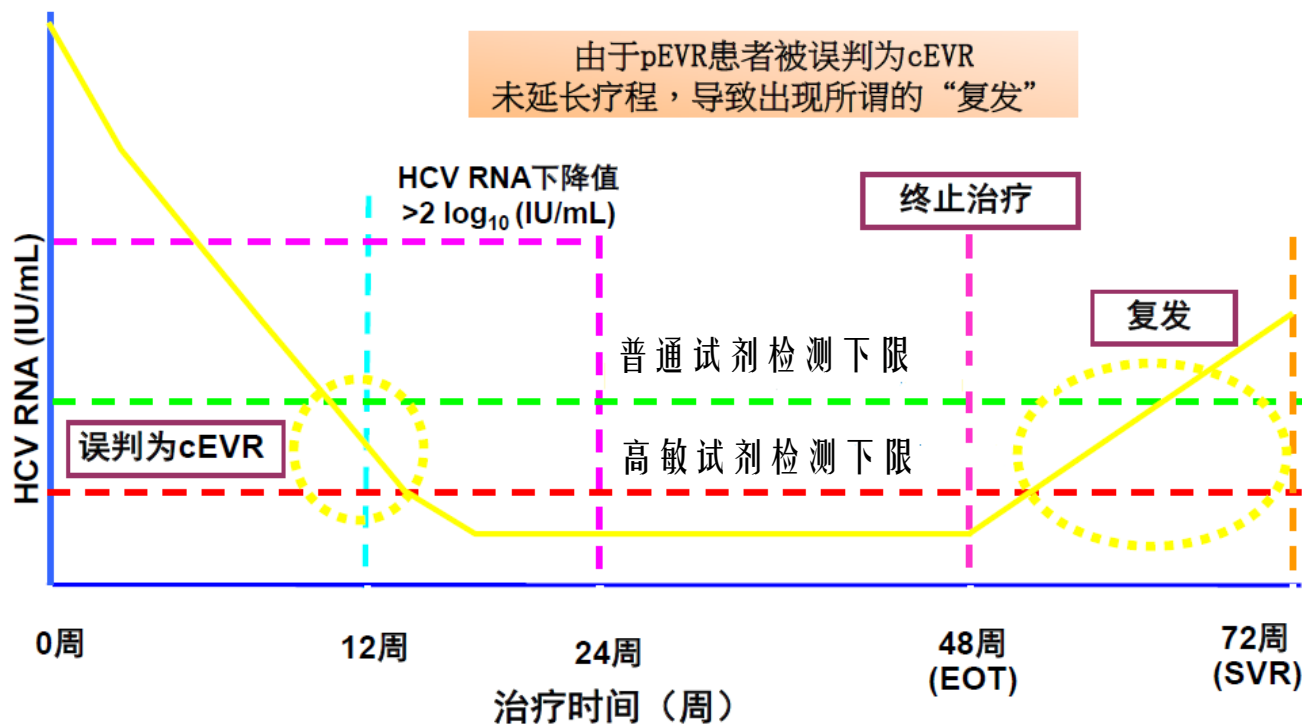 由于pEVR患者被误判为cEVR
未延长疗程，导致出现所谓的“复发”
HCV RNA下降值
>2 log₁₀ (IU/mL)
终止治疗
HCV RNA (IU/mL)
复发
普通试剂检测下限
误判为cEVR
高敏试剂检测下限
0周
12周
24周
48周
(EOT)
72周
(SVR)
治疗时间（周）